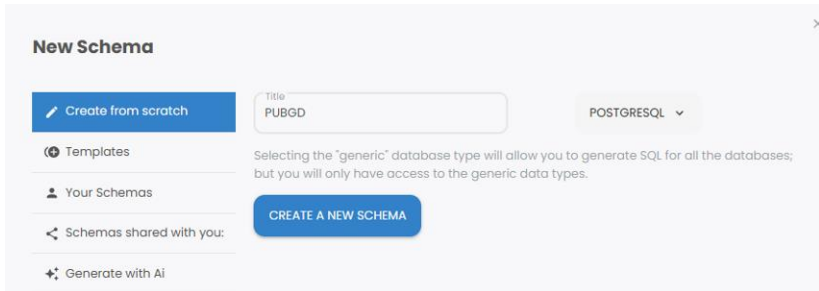 New Schema
Create from scratch
Templates
Your Schemas
Schemas shared with you:
Generate with Ai
Title
PUBGD
POSTGRESQL
Selecting the "generic" database type will allow you to generate SQL for all the databases;
but you will only have access to the generic data types.
CREATE A NEW SCHEMA